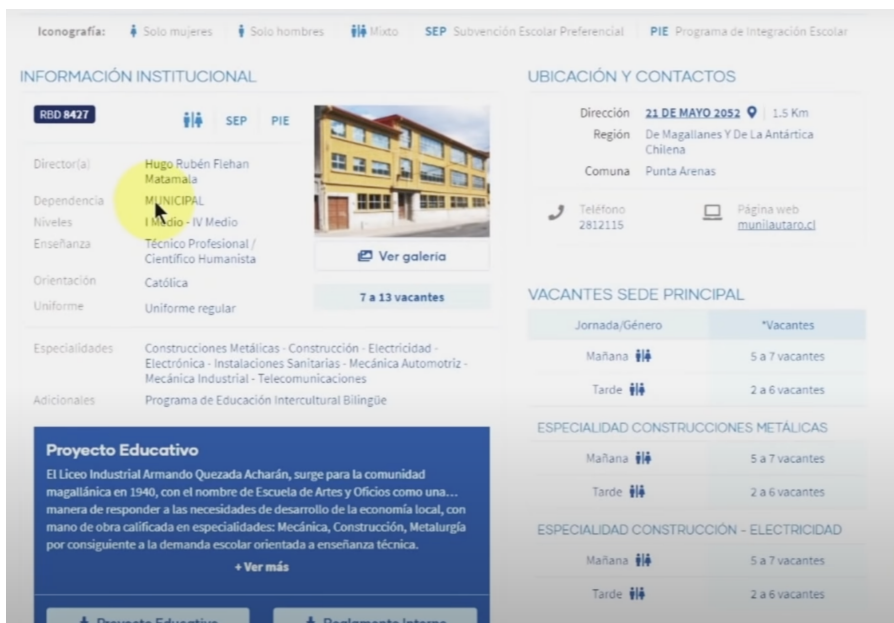 Iconografía: Solo mujeres Solo hombres Mixto SEP Subvención Escolar Preferencial PIE Programa de Integración Escolar
INFORMACIÓN INSTITUCIONAL
RBD 8427
SEP PIE
Director(a) Hugo Rubén Flehan
Matamala
Dependencia MUNICIPAL
Niveles I Medio - IV Medio
Enseñanza Técnico Profesional /
Científico Humanista
Orientación Católica
Uniforme Uniforme regular
Ver galería
7 a 13 vacantes
Especialidades Construcciones Metálicas - Construcción - Electricidad -
Electrónica - Instalaciones Sanitarias - Mecánica Automotriz -
Mecánica Industrial - Telecomunicaciones
Adicionales Programa de Educación Intercultural Bilingüe
Proyecto Educativo
El Liceo Industrial Armando Quezada Acharán, surge para la comunidad
magallánica en 1940, con el nombre de Escuela de Artes y Oficios como una...
manera de responder a las necesidades de desarrollo de la economía local, con
mano de obra calificada en especialidades: Mecánica, Construcción, Metalurgía
por consiguiente a la demanda escolar orientada a enseñanza técnica.
+ Ver más
Proyecto Educativo Reglamento Interno
UBICACIÓN Y CONTACTOS
Dirección 21 DE MAYO 2052 1.5 Km
Región De Magallanes Y De La Antártica
Chilena
Comuna Punta Arenas
Teléfono
2812115
Página web
munilautaro.cl
VACANTES SEDE PRINCIPAL
Jornada/Género *Vacantes
Mañana 5 a 7 vacantes
Tarde 2 a 6 vacantes
ESPECIALIDAD CONSTRUCCIONES METÁLICAS
Mañana 5 a 7 vacantes
Tarde 2 a 6 vacantes
ESPECIALIDAD CONSTRUCCIÓN - ELECTRICIDAD
Mañana 5 a 7 vacantes
Tarde 2 a 6 vacantes